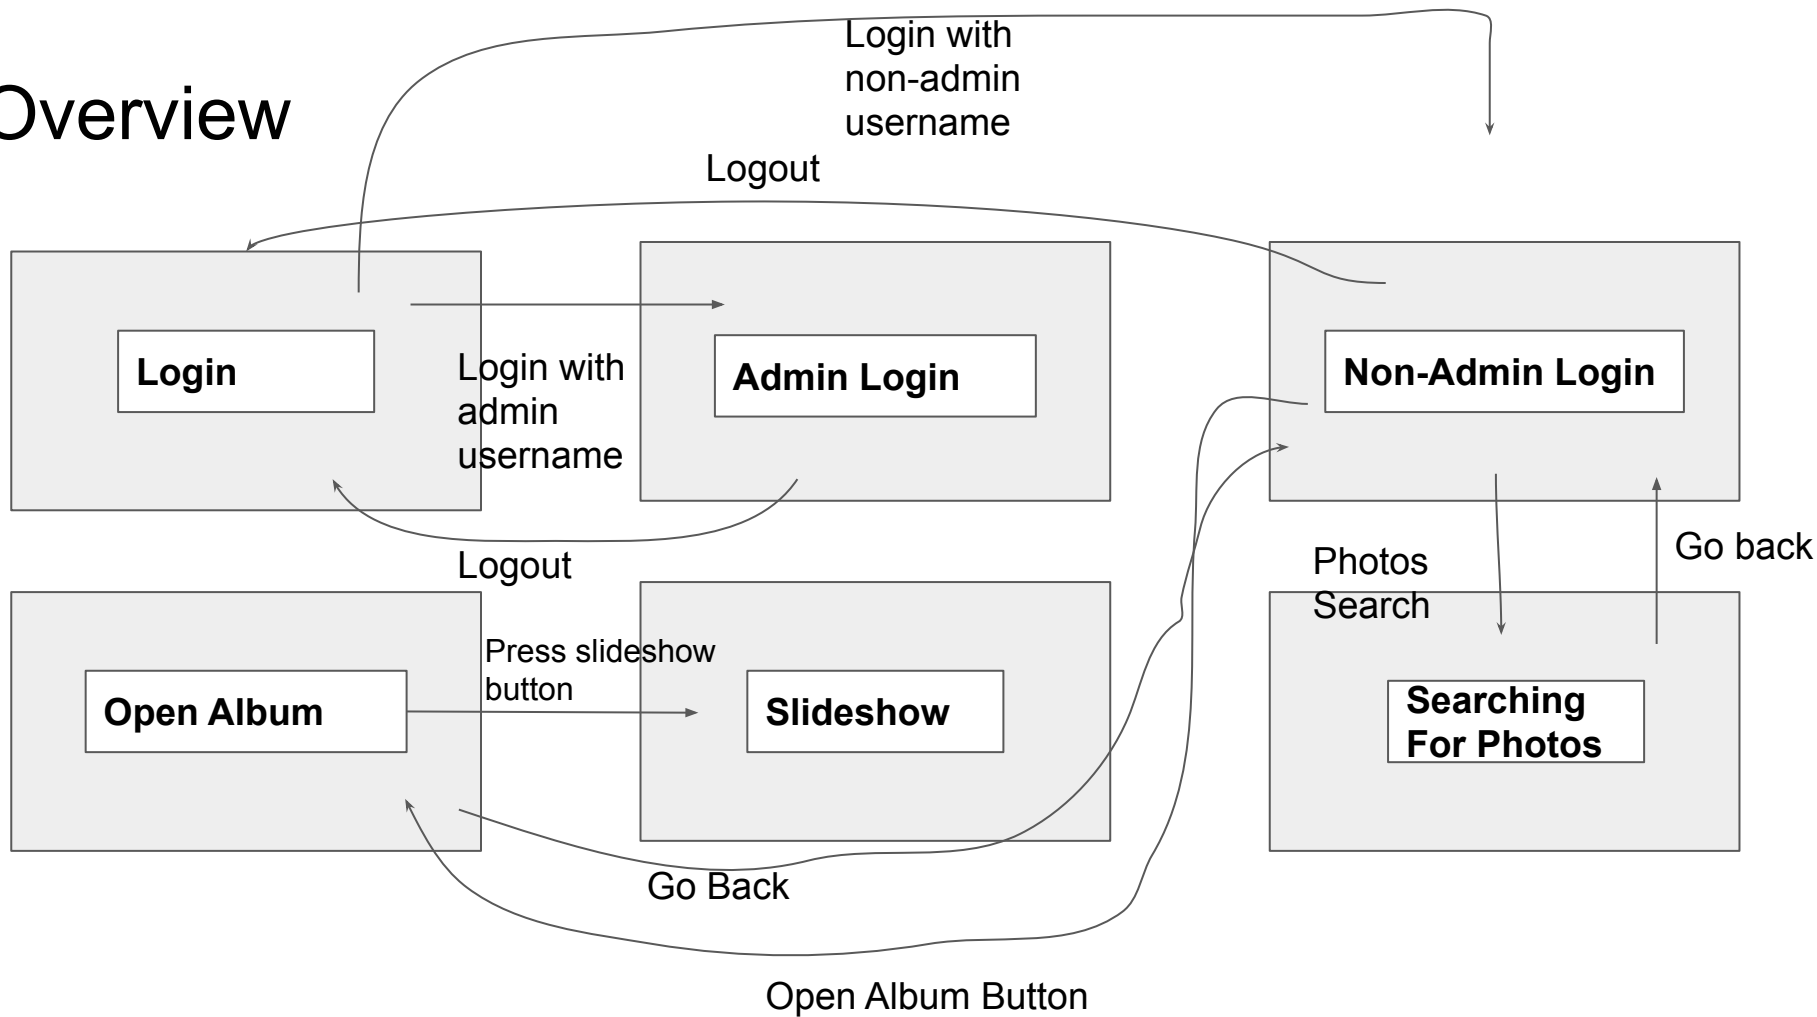 Overview
Login with
non-admin
username
Logout
Login
Login with
admin
username
Admin Login
Non-Admin Login
Logout
Photos
Search
Go back
Open Album
Press slideshow
button
Slideshow
Searching
For Photos
Go Back
Open Album Button